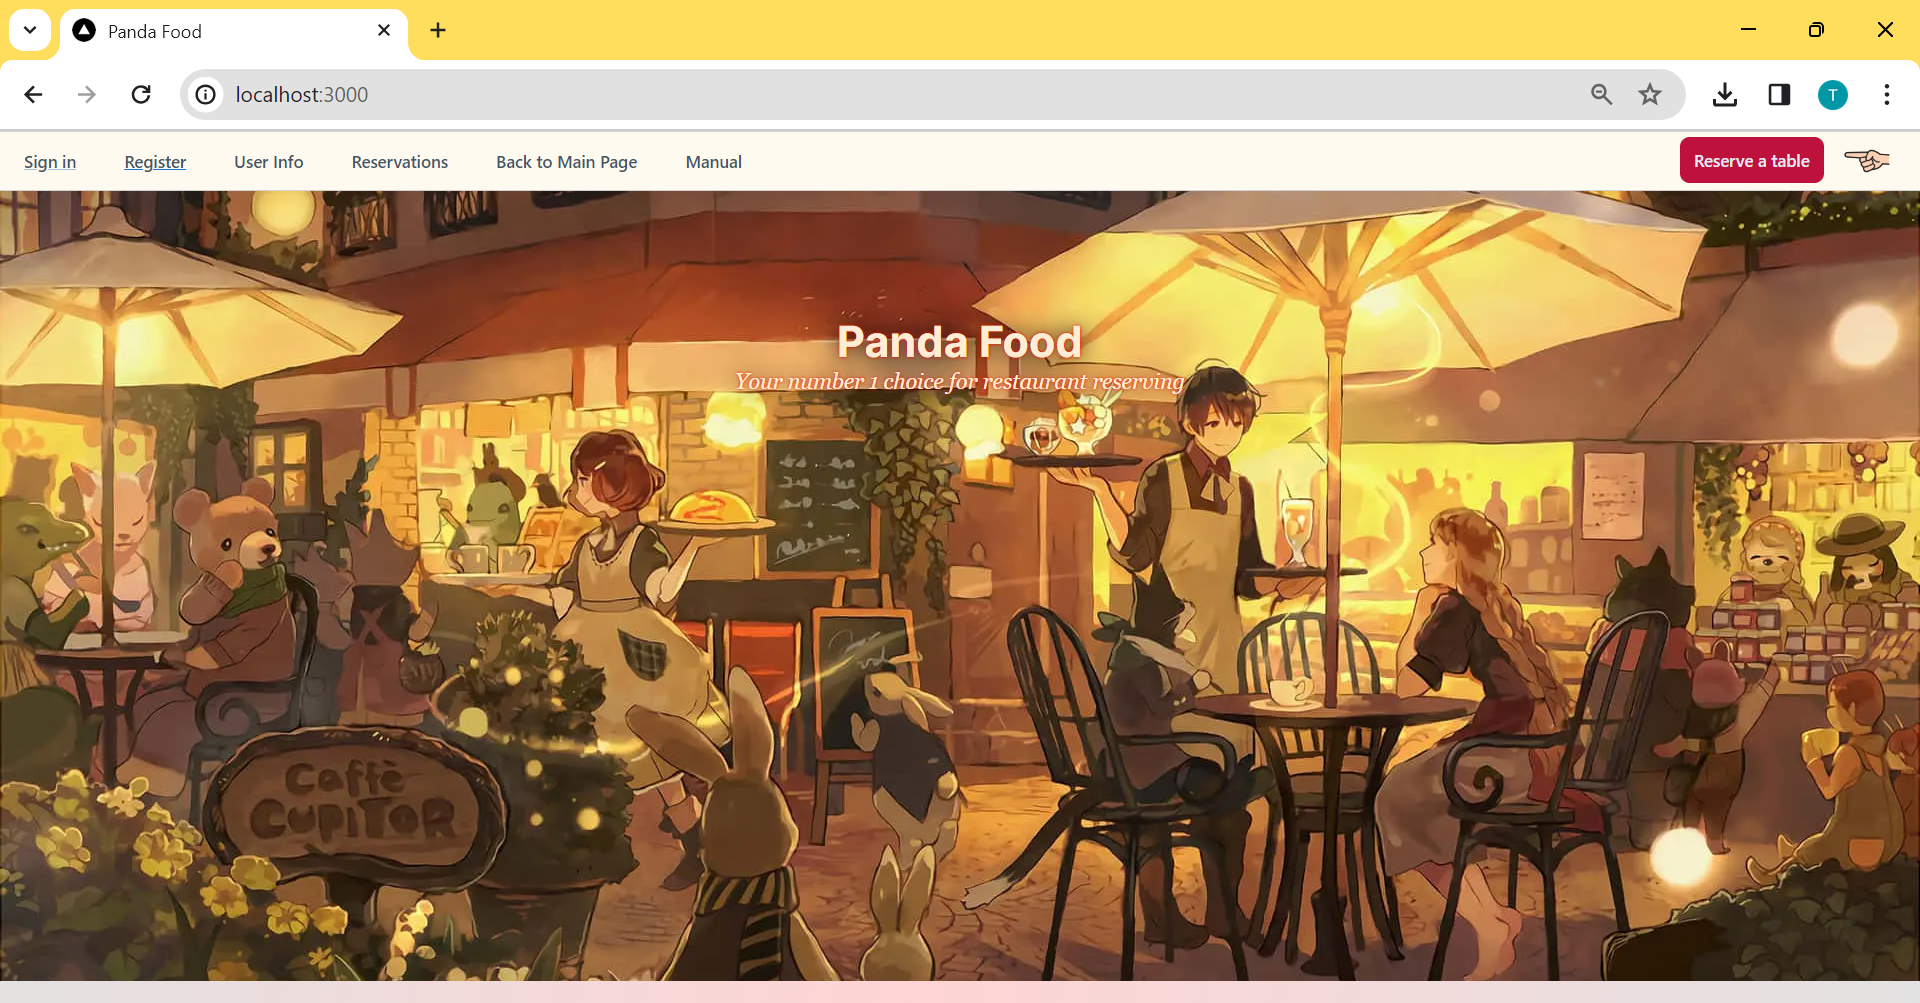 Panda Food
localhost:3000
T
Sign in
Register
User Info
Reservations
Back to Main Page
Manual
Reserve a table
Panda Food
Your number 1 choice for restaurant reserving
Caffè
CUPITOR